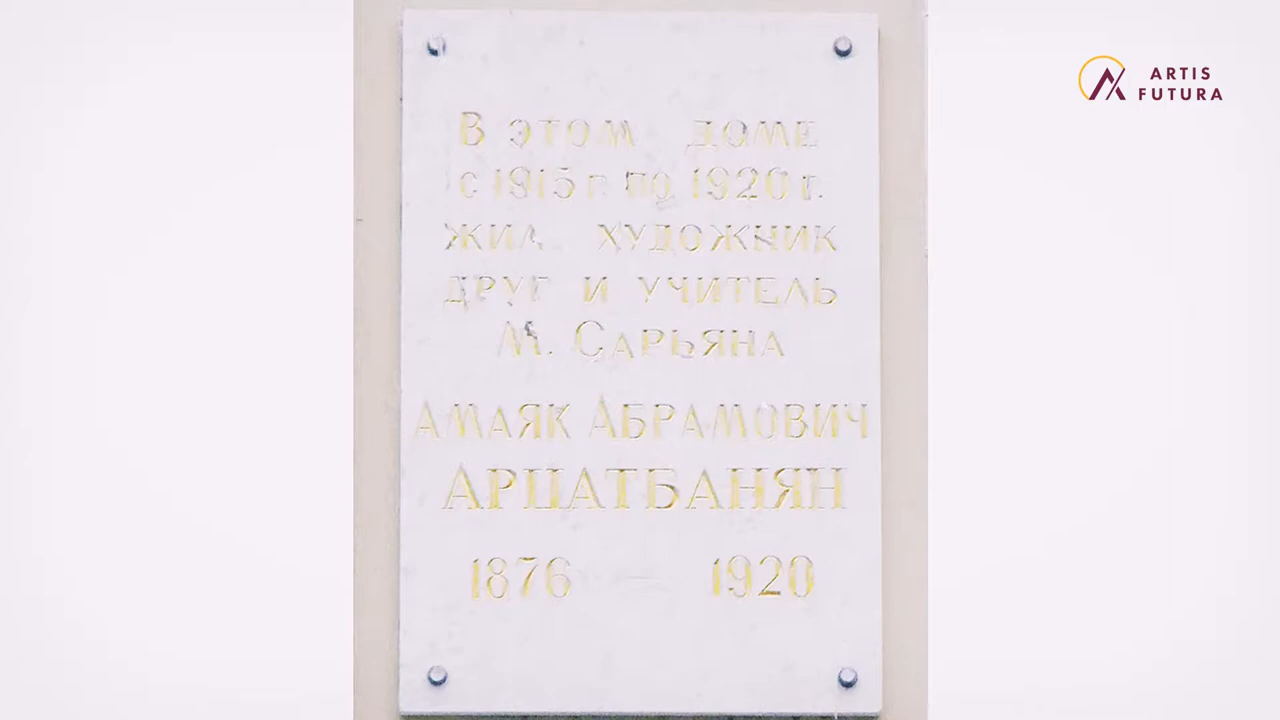 В ЭТОМ ДОМЕ
С 1915 Г. ПО 1920 Г.
ЖИЛ ХУДОЖНИК
ДРУГ И УЧИТЕЛЬ
М. САРЬЯНА
АМАЯК АБРАМОВИЧ
АРЦАТБАНЯН
1876 — 1920
ARTIS
FUTURA